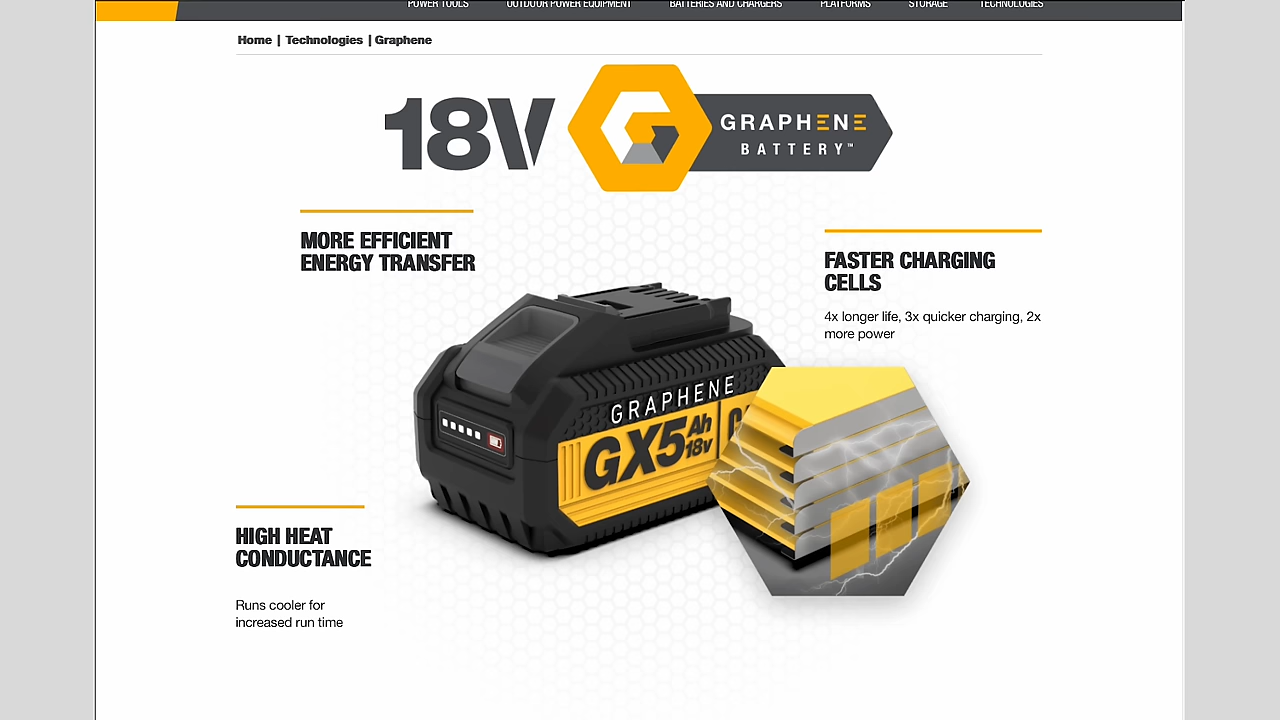 POWER TOOLS OUTDOOR POWER EQUIPMENT BATTERIES AND CHARGERS PLATFORMS STORAGE TECHNOLOGIES
Home | Technologies | Graphene
18V
GRAPHENE
BATTERY™
MORE EFFICIENT
ENERGY TRANSFER
FASTER CHARGING
CELLS
4x longer life, 3x quicker charging, 2x
more power
GRAPHENE
GX5 Ah
18v
HIGH HEAT
CONDUCTANCE
Runs cooler for
increased run time